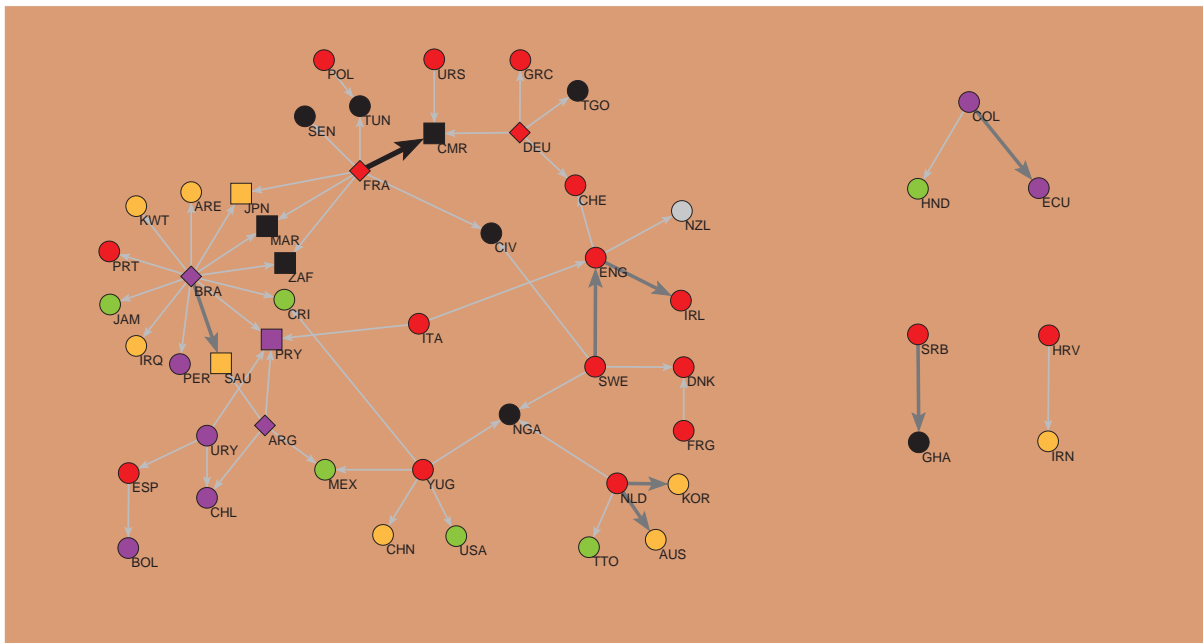 POL
URS
GRC
TGO
SEN
TUN
CMR
DEU
COL
FRA
KWT
ARE
JPN
CHE
HND
ECU
MAR
NZL
PRT
CIV
BRA
ZAF
ENG
JAM
CRI
IRL
IRQ
PER
SAU
PRY
ITA
SWE
DNK
SRB
HRV
URY
ARG
NGA
FRG
GHA
IRN
ESP
CHL
MEX
YUG
NLD
KOR
BOL
CHN
USA
TTO
AUS